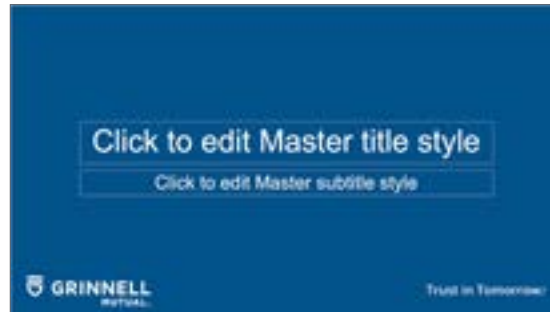 Click to edit Master title style
Click to edit Master subtitle style
GRINNELL
MUTUAL.
Trust in Tomorrow.